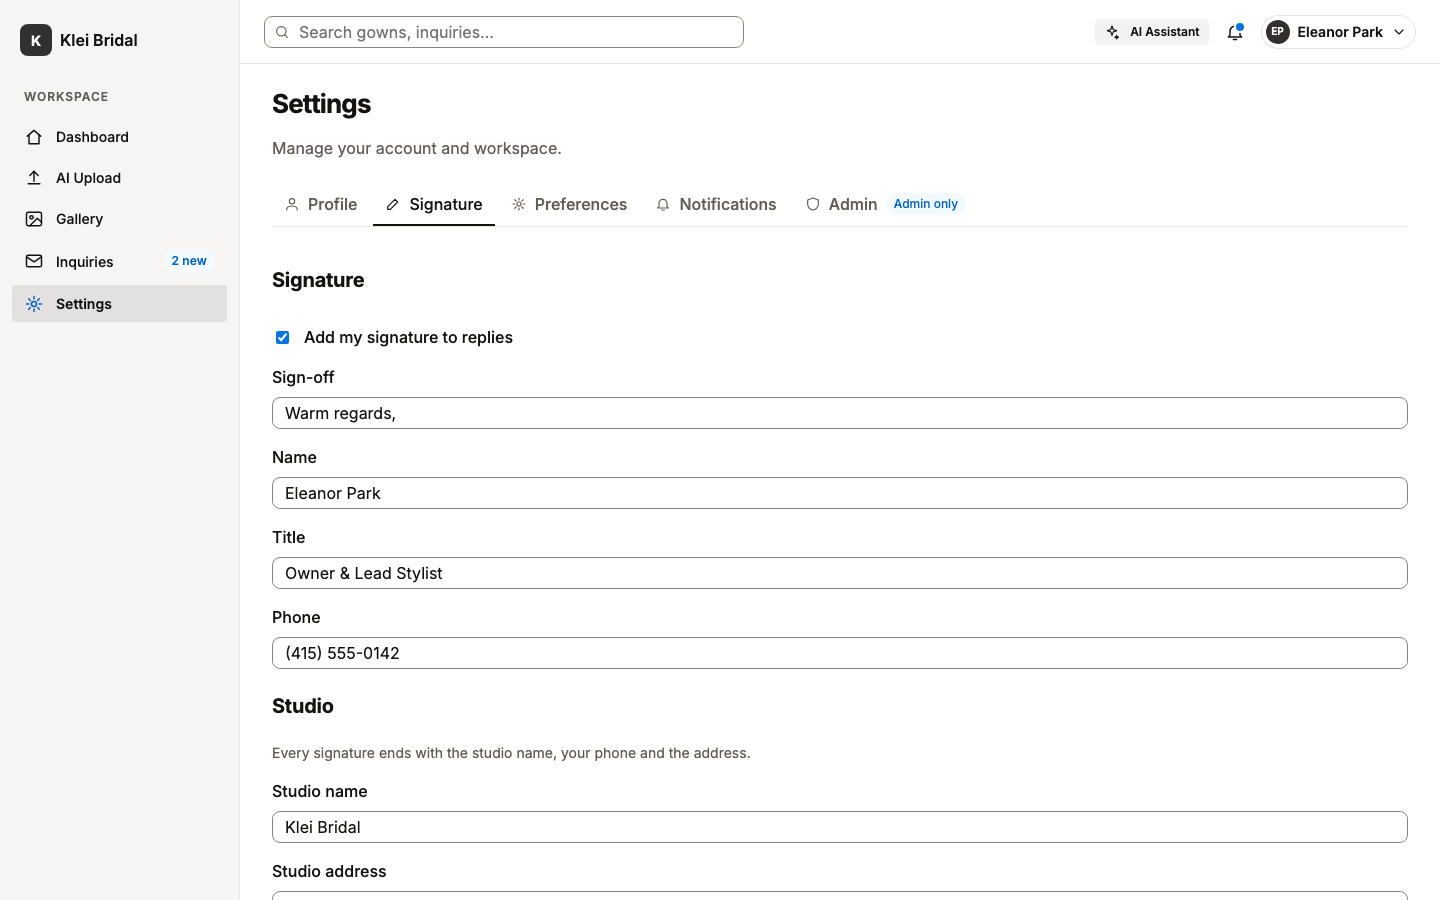 K
Klei Bridal
WORKSPACE
Dashboard
AI Upload
Gallery
Inquiries
2 new
Settings
Search gowns, inquiries...
AI Assistant
EP
Eleanor Park
Settings
Manage your account and workspace.
Profile
Signature
Preferences
Notifications
Admin
Admin only
Signature
Add my signature to replies
Sign-off
Warm regards,
Name
Eleanor Park
Title
Owner & Lead Stylist
Phone
(415) 555-0142
Studio
Every signature ends with the studio name, your phone and the address.
Studio name
Klei Bridal
Studio address